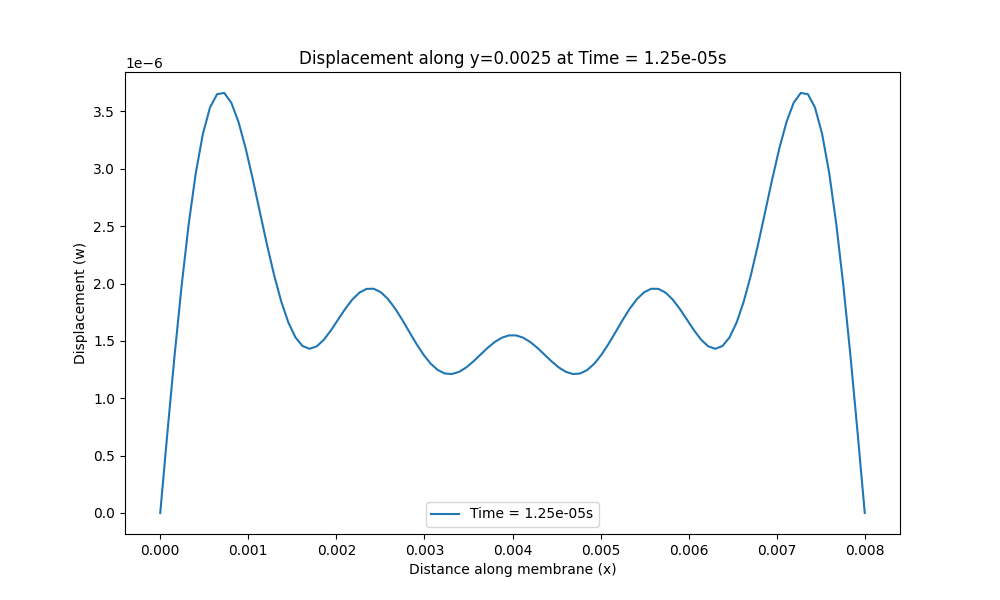 Displacement along y=0.0025 at Time = 1.25e-05s
1e−6
Displacement (w)
3.5
3.0
2.5
2.0
1.5
1.0
0.5
0.0
Time = 1.25e-05s
0.000 0.001 0.002 0.003 0.004 0.005 0.006 0.007 0.008
Distance along membrane (x)